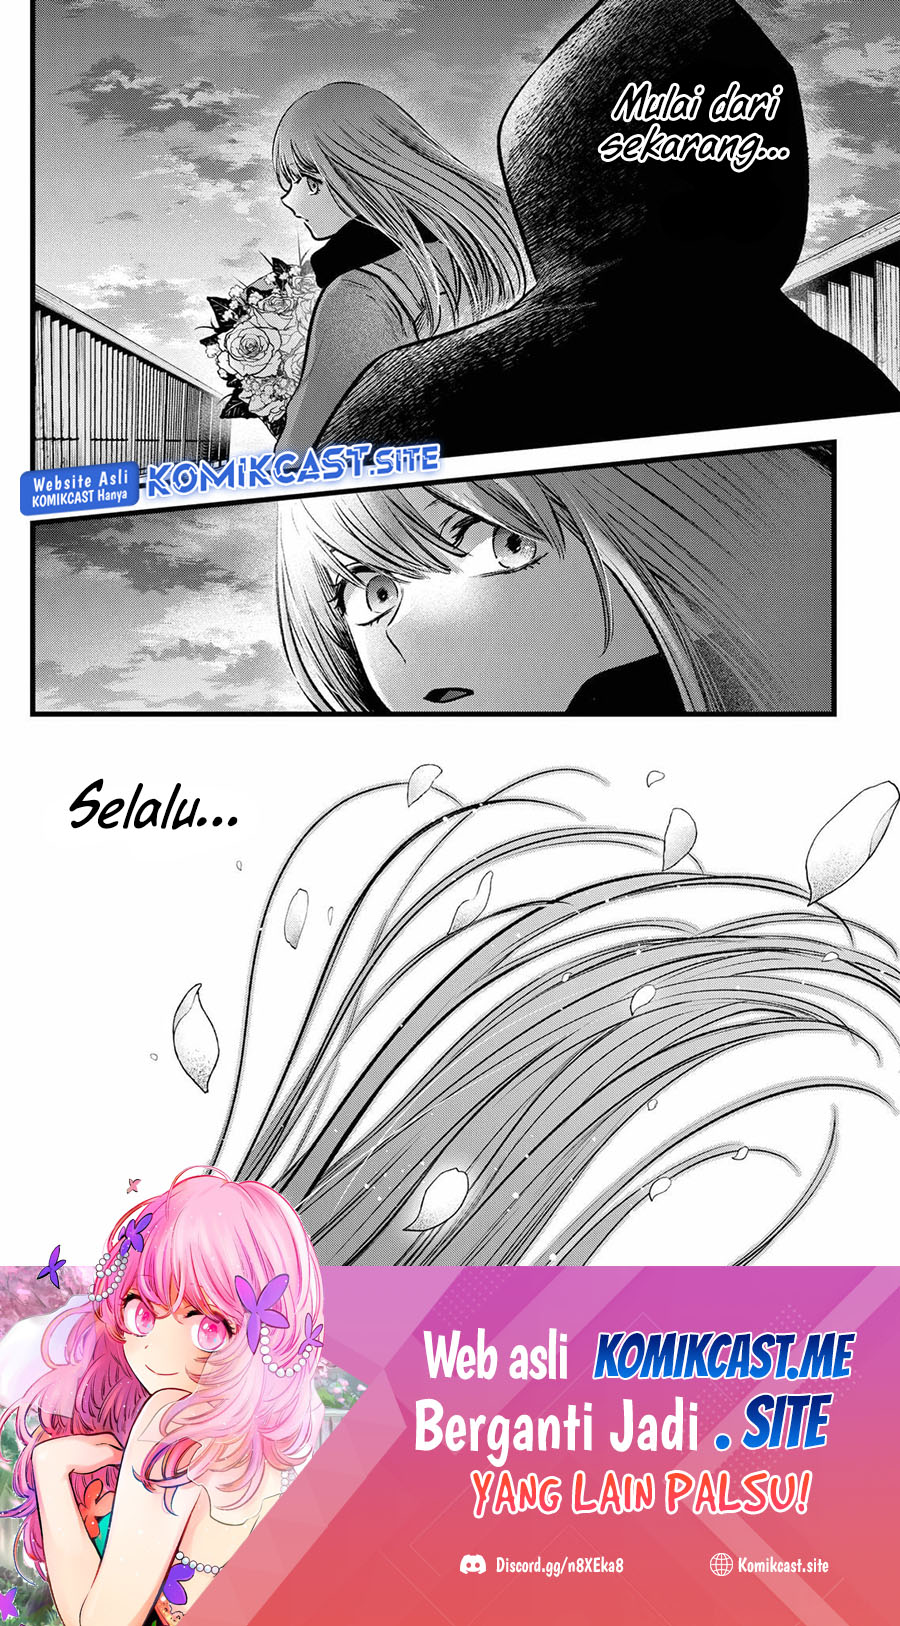 Mulai dari
sekarang...
Website Asli
KOMIKCAST Hanya
KOMIKCAST.SITE
Selalu...
Web asli KOMIKCAST.ME
Berganti Jadi .SITE
YANG LAIN PALSU!
Discord.gg/n8XEka8
Komikcast.site